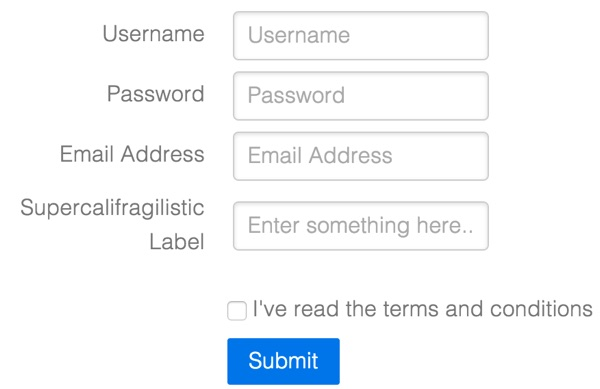 Username Username
Password Password
Email Address Email Address
Supercalifragilistic
Label Enter something here..
I've read the terms and conditions
Submit